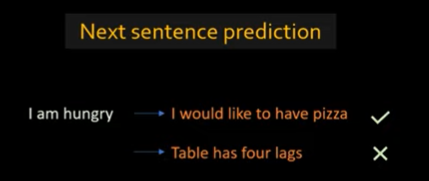 Next sentence prediction
I am hungry → I would like to have pizza ✓
→ Table has four lags ✕